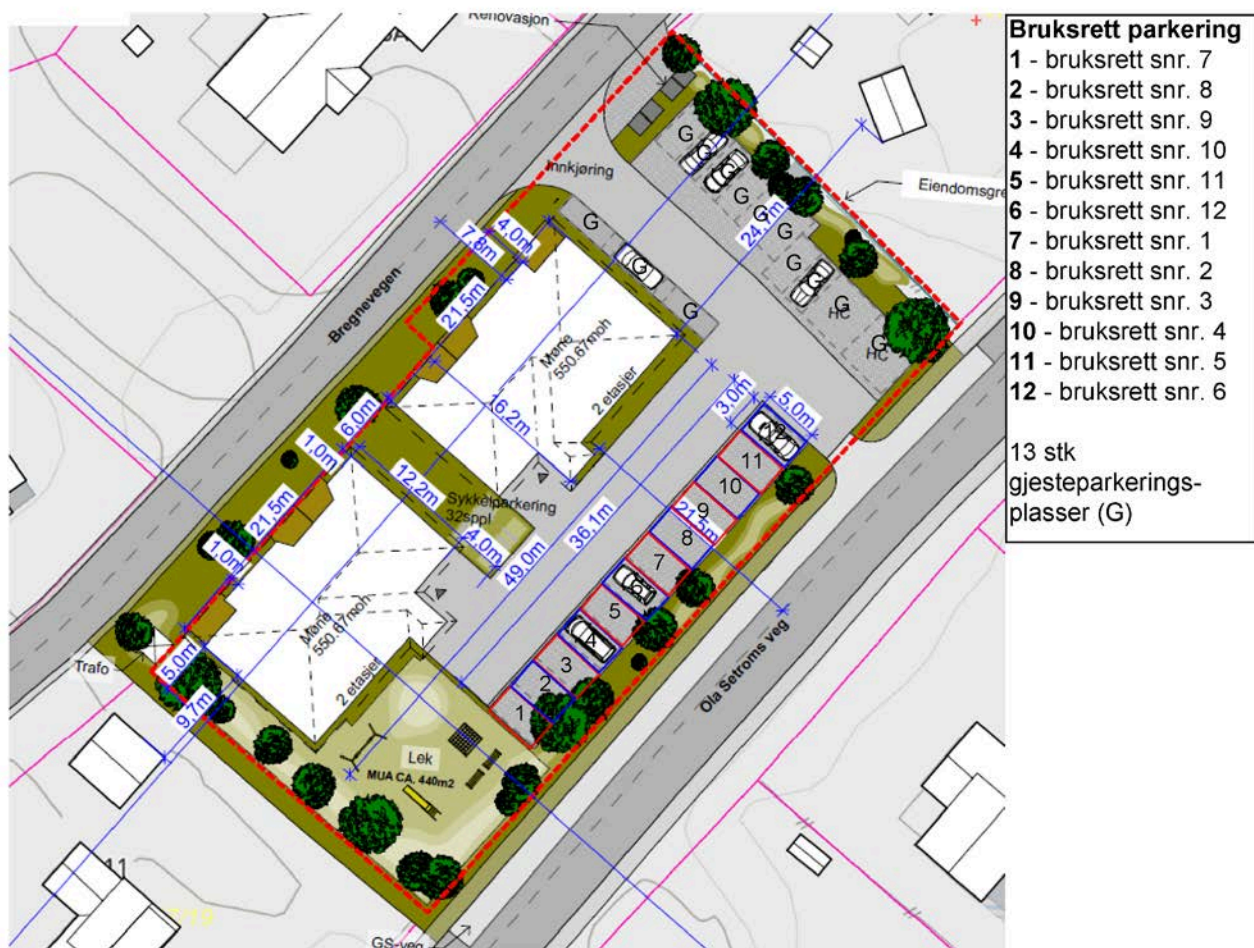 Renovasjon
Innkjøring
Eiendomsgre
G
G
G
G
G
G
G
G
HC
G
HC
G
G
G
24,7m
7,8m
4,0m
21,5m
Bregnevegen
Møne
550.67moh
2 etasjer
16,2m
6,0m
1,0m
12,2m
Sykkelparkering
32sppl
4,0m
49,0m
36,1m
3,0m
5,0m
11
10
9
21,5m
8
7
5
4
3
2
1
21,5m
1,0m
Møne
550.67moh
2 etasjer
Trafo
5,0m
9,7m
Lek
MUA CA. 440m2
Ola Setroms veg
11
7/19
GS-veg
Bruksrett parkering
1 - bruksrett snr. 7
2 - bruksrett snr. 8
3 - bruksrett snr. 9
4 - bruksrett snr. 10
5 - bruksrett snr. 11
6 - bruksrett snr. 12
7 - bruksrett snr. 1
8 - bruksrett snr. 2
9 - bruksrett snr. 3
10 - bruksrett snr. 4
11 - bruksrett snr. 5
12 - bruksrett snr. 6
13 stk
gjesteparkerings-
plasser (G)